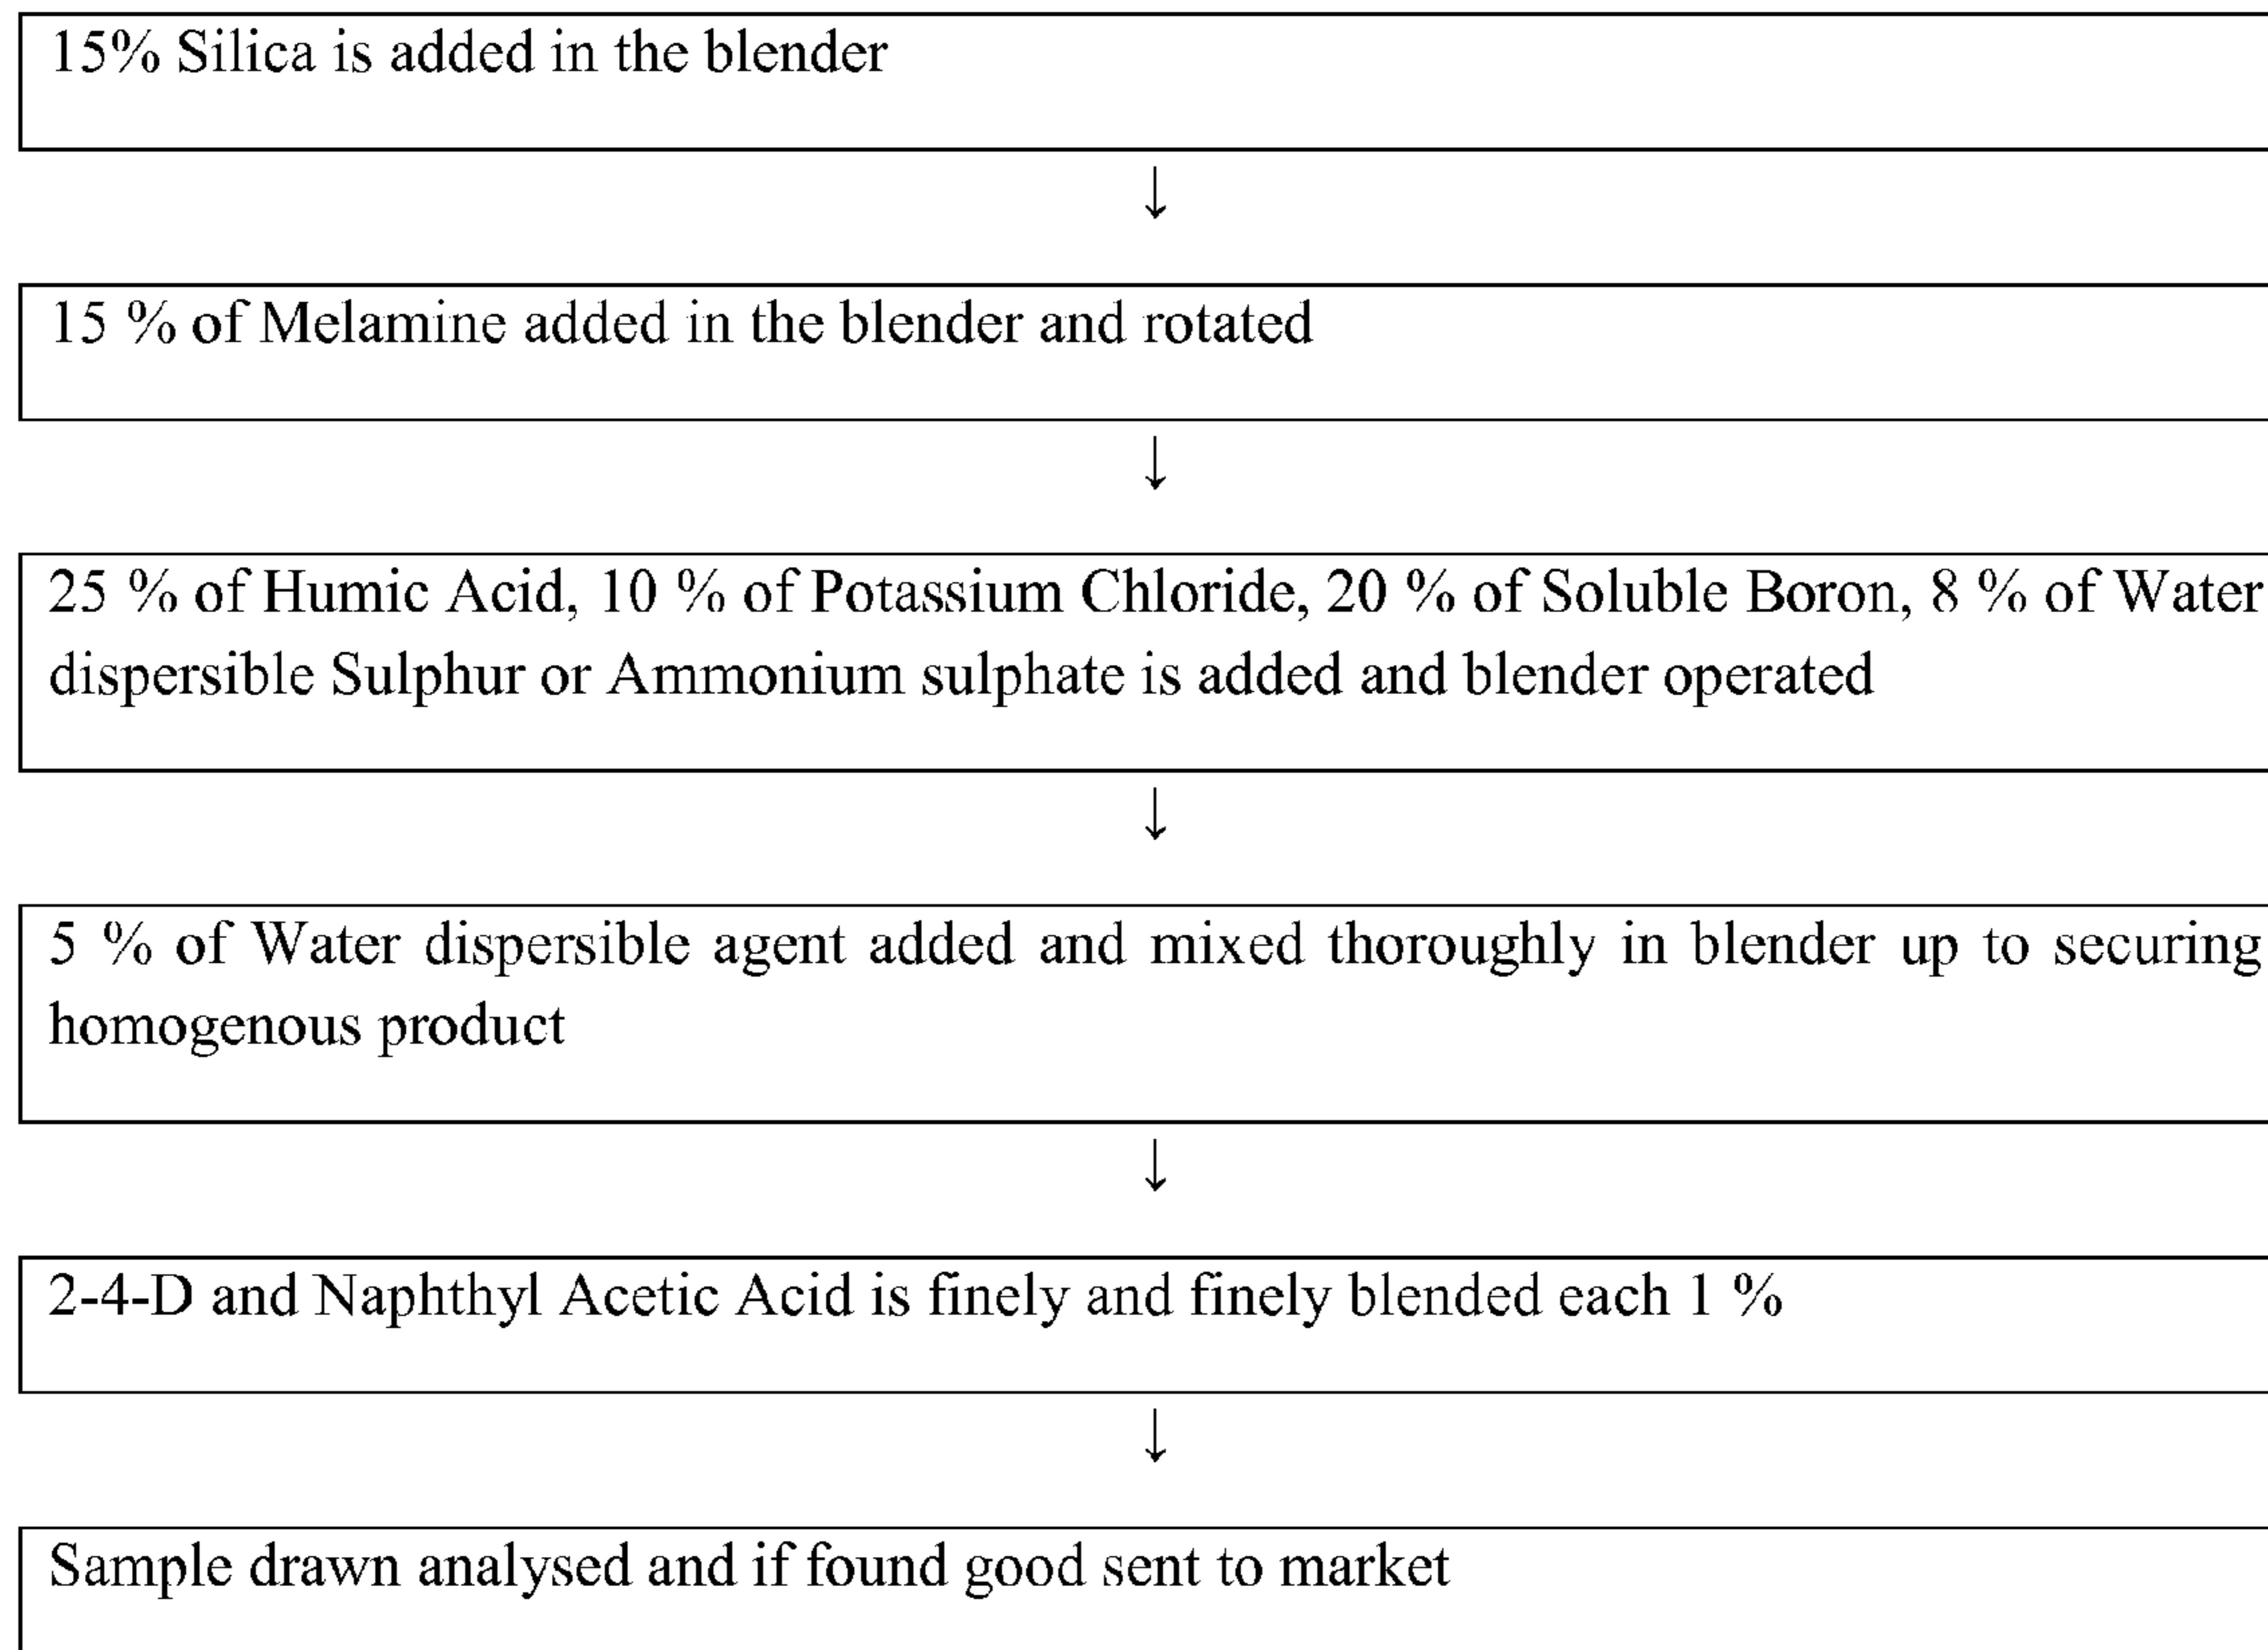 15% Silica is added in the blender
↓
15 % of Melamine added in the blender and rotated
↓
25 % of Humic Acid, 10 % of Potassium Chloride, 20 % of Soluble Boron, 8 % of Water
dispersible Sulphur or Ammonium sulphate is added and blender operated
↓
5 % of Water dispersible agent added and mixed thoroughly in blender up to securing
homogenous product
↓
2-4-D and Naphthyl Acetic Acid is finely and finely blended each 1 %
↓
Sample drawn analysed and if found good sent to market